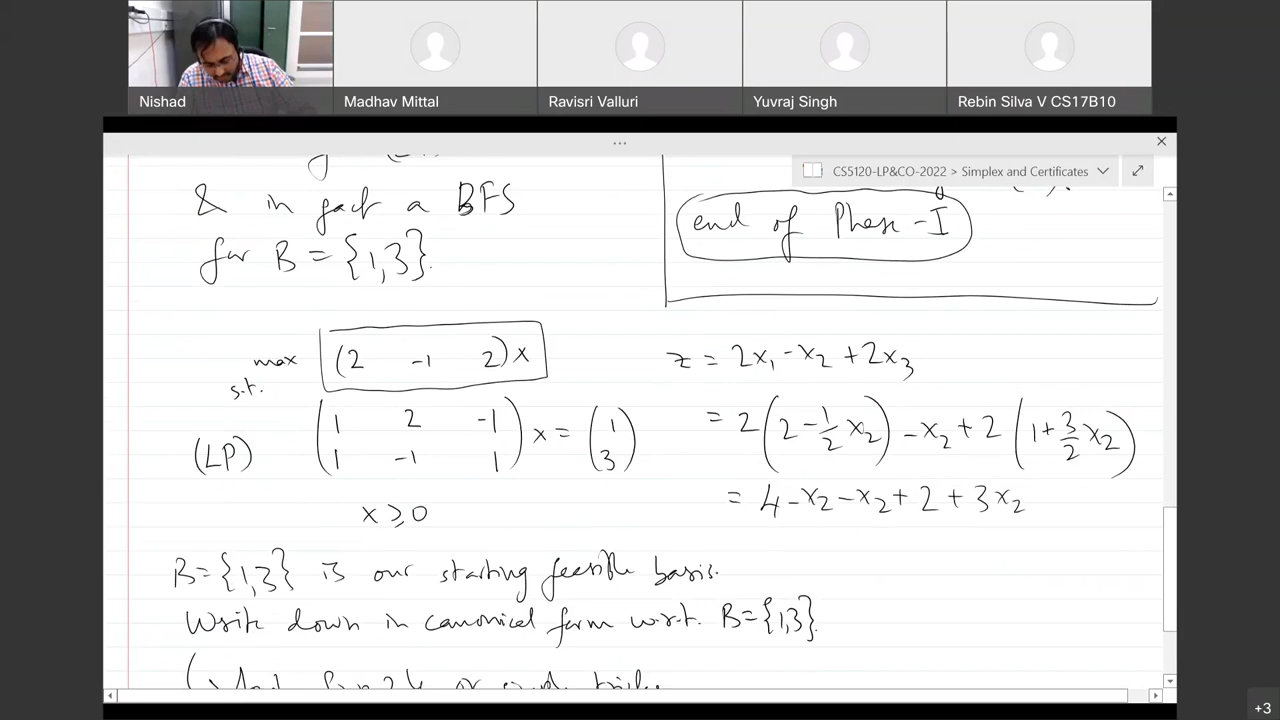 Nishad
Madhav Mittal
Ravisri Valluri
Yuvraj Singh
Rebin Silva V CS17B10
CS5120-LP&CO-2022 > Simplex and Certificates
& in fact a BFS
for B = {1,3}.
end of Phase-I
max (2 -1 2) x
s.t.
(LP) (1 2 -1
1 -1 1) x = (1
3)
x ≥ 0
z = 2x₁ - x₂ + 2x₃
= 2(2 - 1/2 x₂) - x₂ + 2(1 + 3/2 x₂)
= 4 - x₂ - x₂ + 2 + 3x₂
B = {1,3} is our starting feasible basis.
Write down in canonical form w.r.t. B = {1,3}.
+3